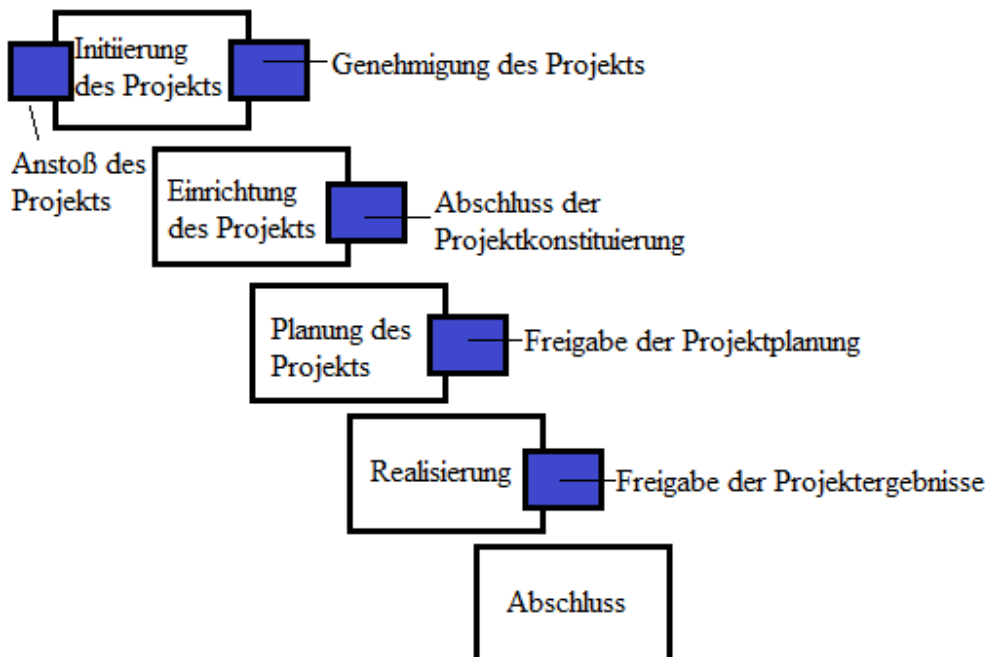 Initiierung
des Projekts
Genehmigung des Projekts
Anstoß des
Projekts
Einrichtung
des Projekts
Abschluss der
Projektkonstituierung
Planung des
Projekts
Freigabe der Projektplanung
Realisierung
Freigabe der Projektergebnisse
Abschluss